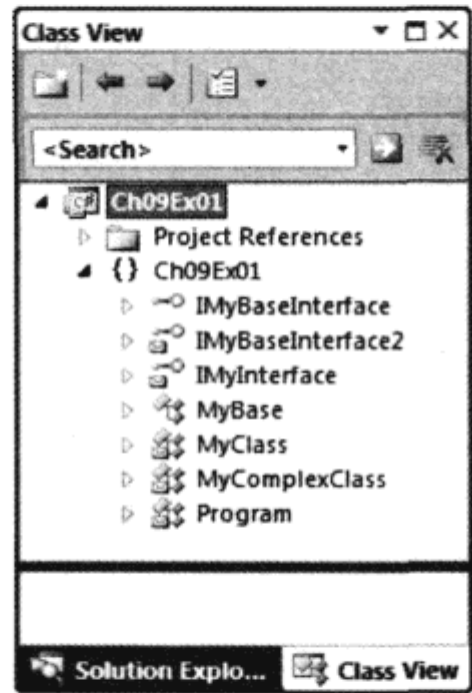 Class View
<Search>
Ch09Ex01
Project References
{} Ch09Ex01
IMyBaseInterface
IMyBaseInterface2
IMyInterface
MyBase
MyClass
MyComplexClass
Program
Solution Explo... Class View